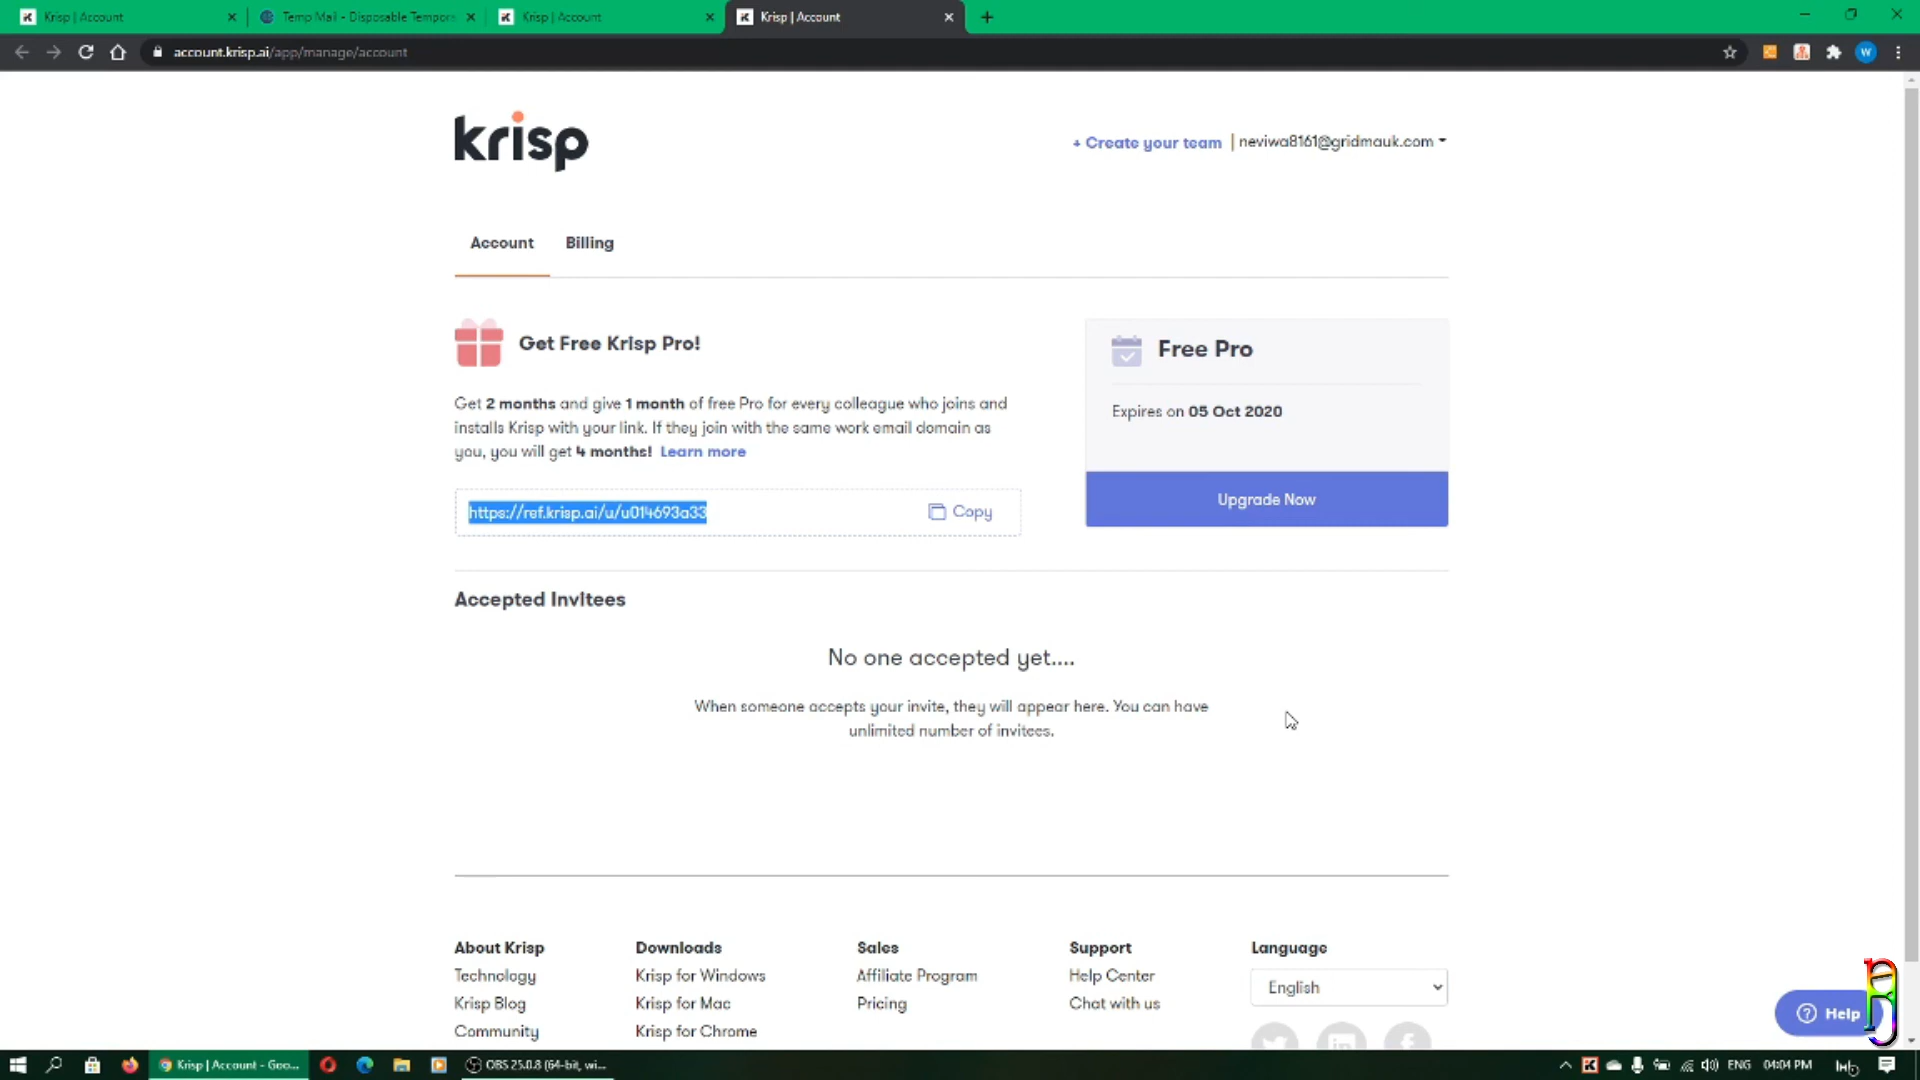 Krisp | Account
Temp Mail - Disposable Tempora
Krisp | Account
Krisp | Account
account.krisp.ai/app/manage/account
W
krisp
+ Create your team
neviwa8161@gridmauk.com
Account
Billing
Get Free Krisp Pro!
Get 2 months and give 1 month of free Pro for every colleague who joins and
installs Krisp with your link. If they join with the same work email domain as
you, you will get 4 months! Learn more
https://ref.krisp.ai/u/u014693a33
Copy
Free Pro
Expires on 05 Oct 2020
Upgrade Now
Accepted Invitees
No one accepted yet....
When someone accepts your invite, they will appear here. You can have
unlimited number of invitees.
About Krisp
Technology
Krisp Blog
Community
Downloads
Krisp for Windows
Krisp for Mac
Krisp for Chrome
Sales
Affiliate Program
Pricing
Support
Help Center
Chat with us
Language
English
Help
Krisp | Account - Goo...
OBS 25.0.8 (64-bit, wi...
ENG
04:04 PM